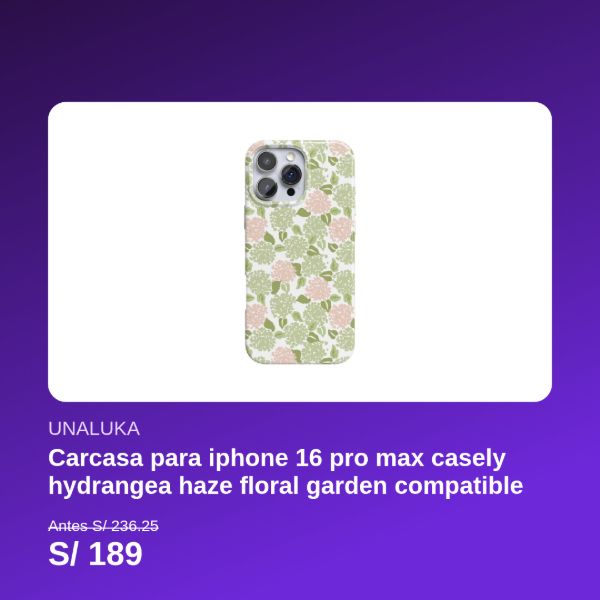 UNALUKA
Carcasa para iphone 16 pro max casely
hydrangea haze floral garden compatible
Antes S/ 236.25
S/ 189